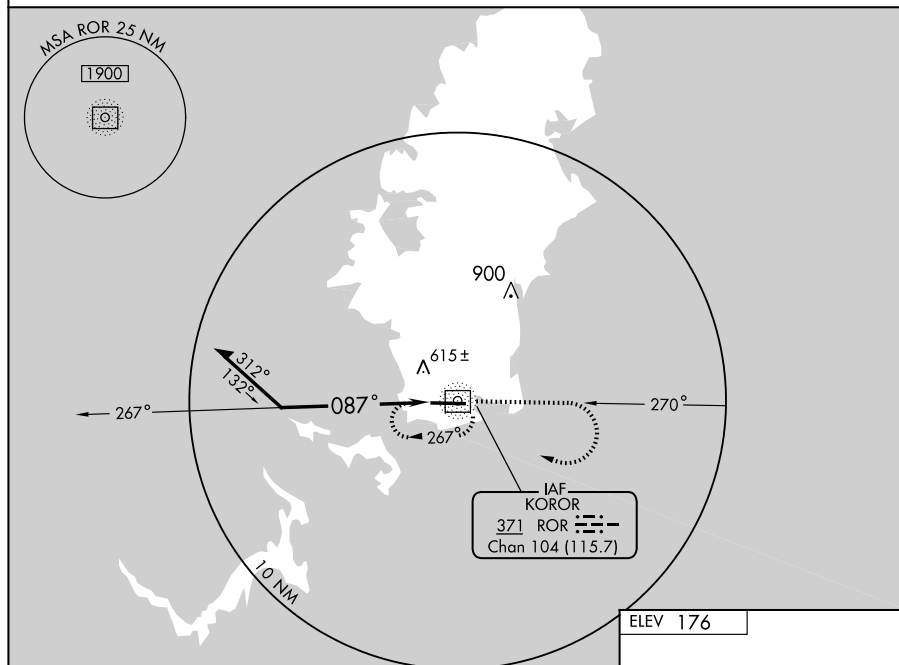 MSA ROR 25 NM
1900
900
615±
312°
132°
267°
087°
267°
270°
IAF
KOROR
371 ROR
Chan 104 (115.7)
10 NM
ELEV 176